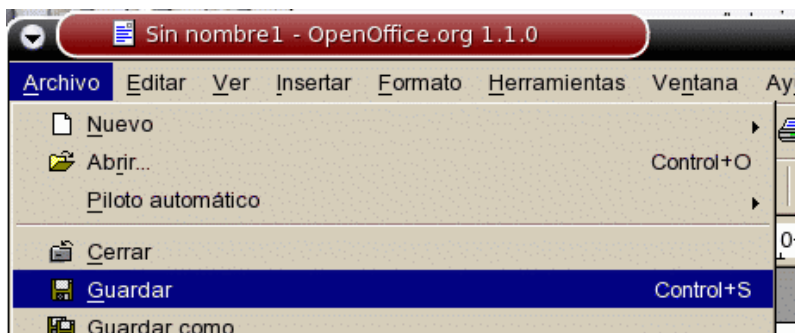 Sin nombre1 - OpenOffice.org 1.1.0
Archivo Editar Ver Insertar Formato Herramientas Ventana Ay
Nuevo
Abrir... Control+O
Piloto automático
Cerrar
Guardar Control+S
Guardar como